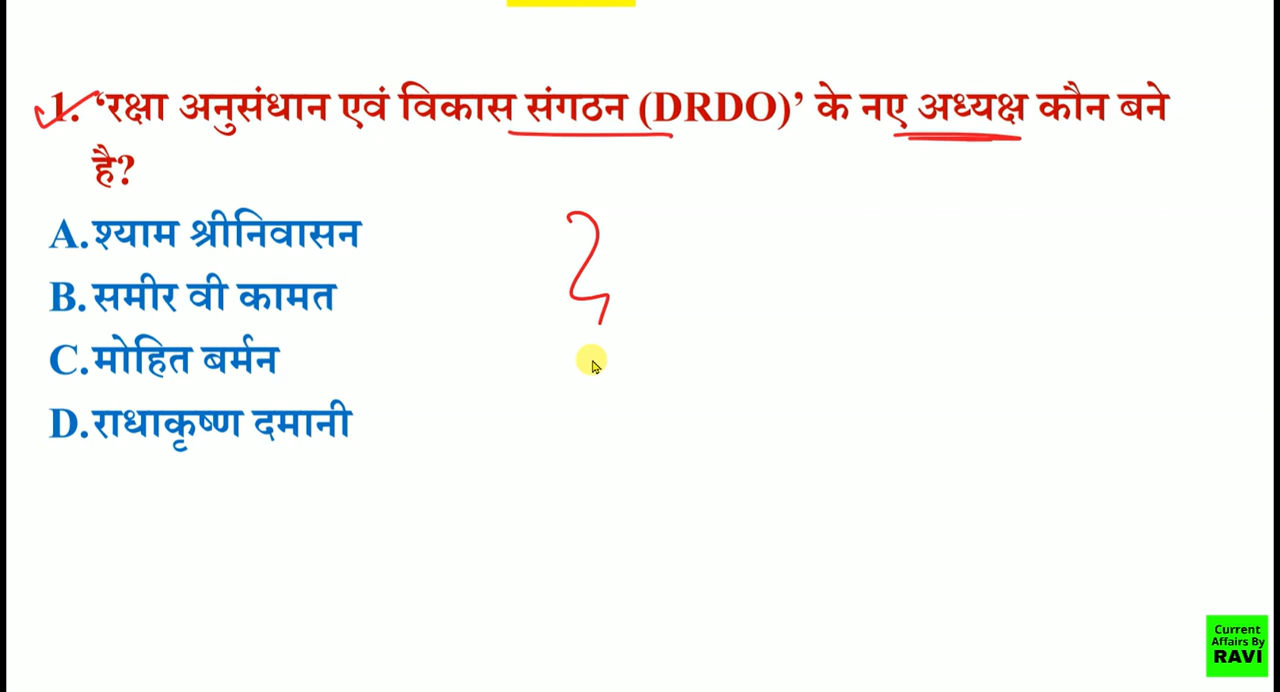 1. ‘रक्षा अनुसंधान एवं विकास संगठन (DRDO)’ के नए अध्यक्ष कौन बने
है?
A.श्याम श्रीनिवासन
B.समीर वी कामत
C.मोहित बर्मन
D.राधाकृष्ण दमानी
Current
Affairs By
RAVI